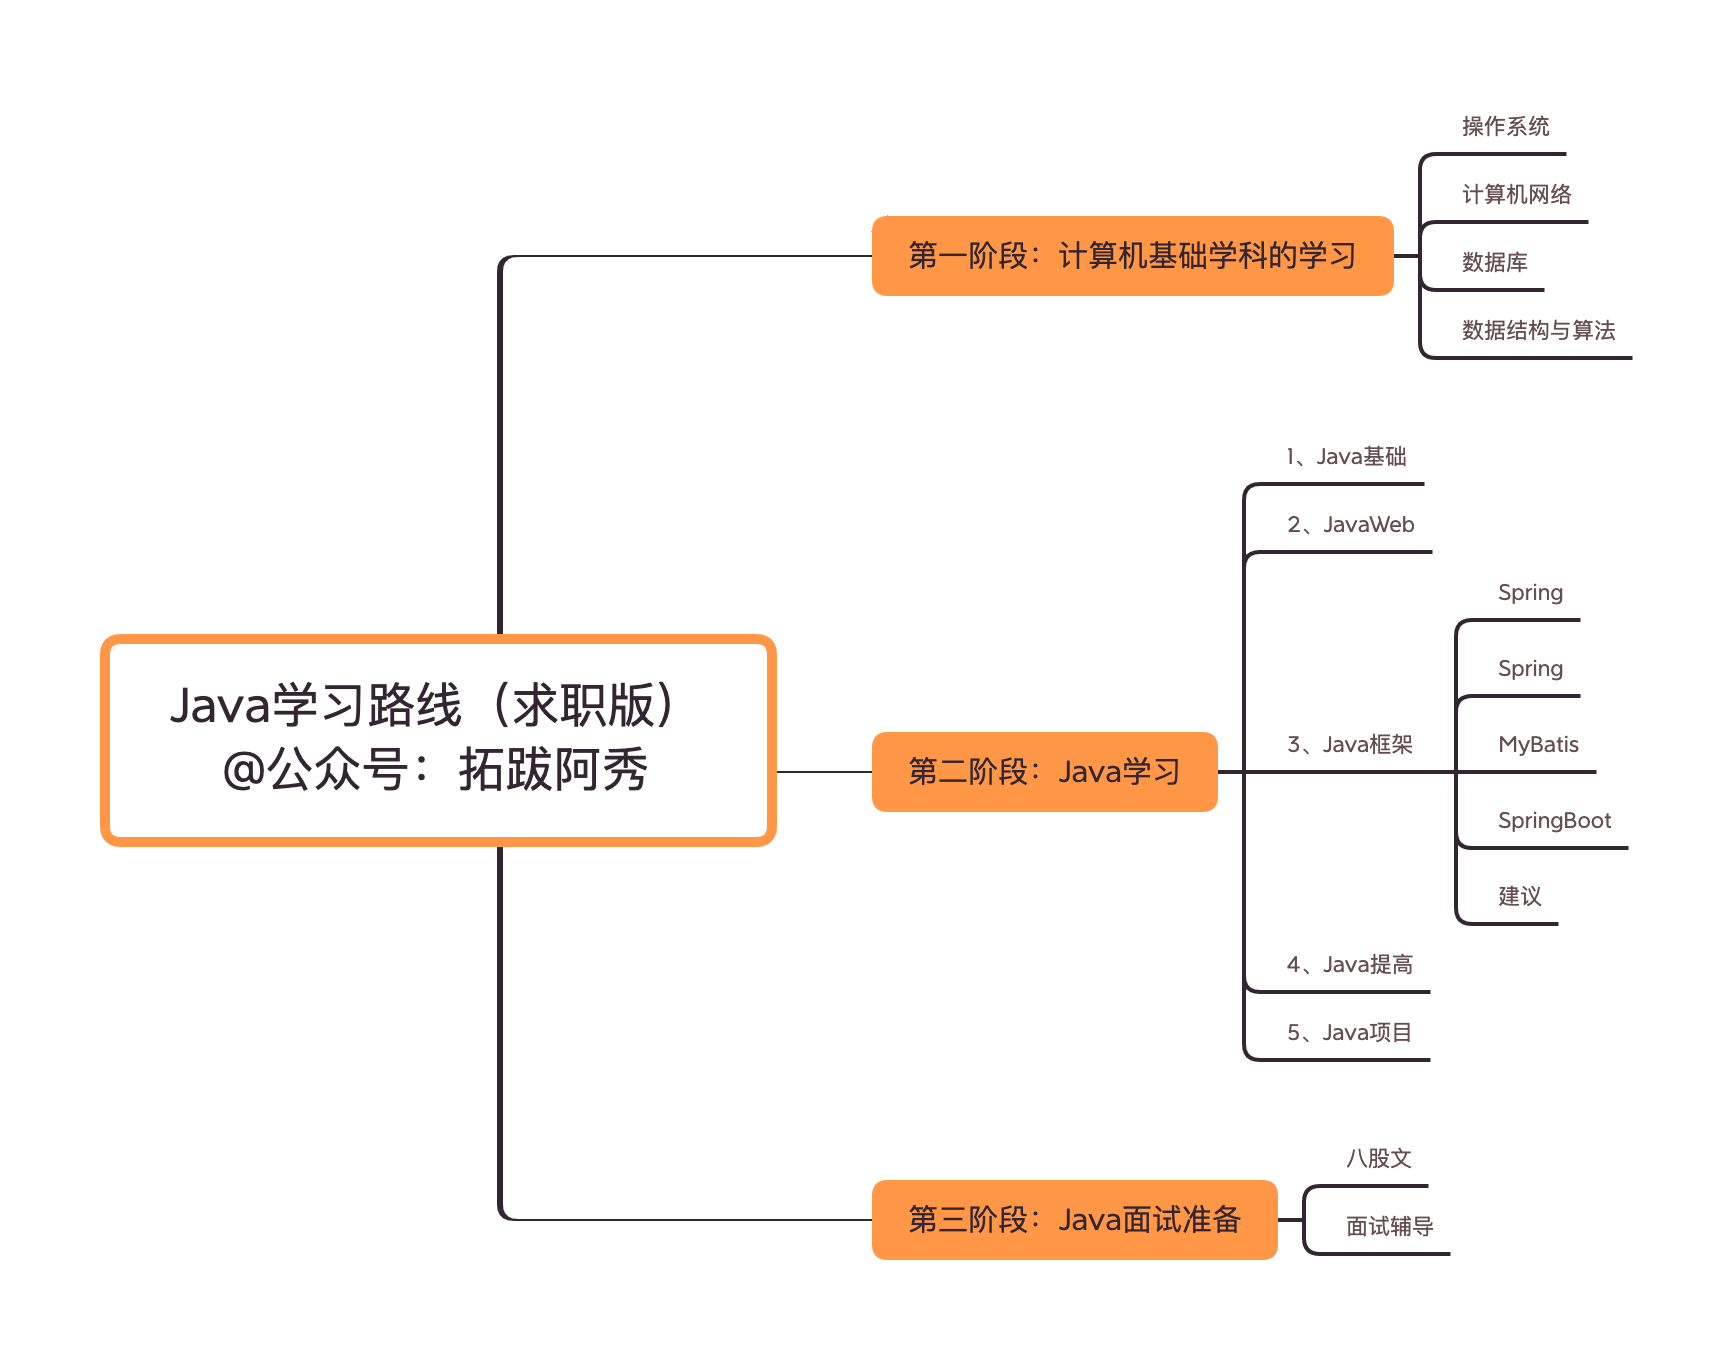 Java学习路线（求职版）
@公众号：拓跋阿秀
第一阶段：计算机基础学科的学习
操作系统
计算机网络
数据库
数据结构与算法
第二阶段：Java学习
1、Java基础
2、JavaWeb
3、Java框架
Spring
Spring
MyBatis
SpringBoot
建议
4、Java提高
5、Java项目
第三阶段：Java面试准备
八股文
面试辅导